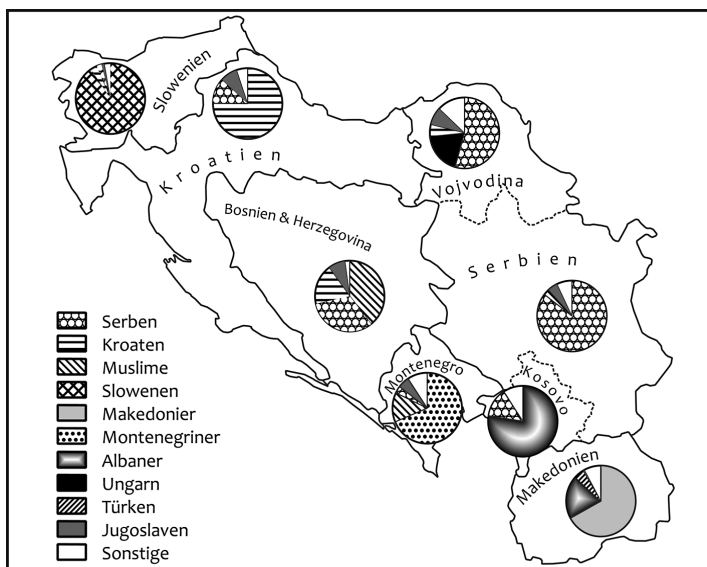 Slowenien
Kroatien
Vojvodina
Bosnien & Herzegovina
Serbien
Montenegro
Kosovo
Makedonien
Serben
Kroaten
Muslime
Slowenen
Makedonier
Montenegriner
Albaner
Ungarn
Türken
Jugoslaven
Sonstige